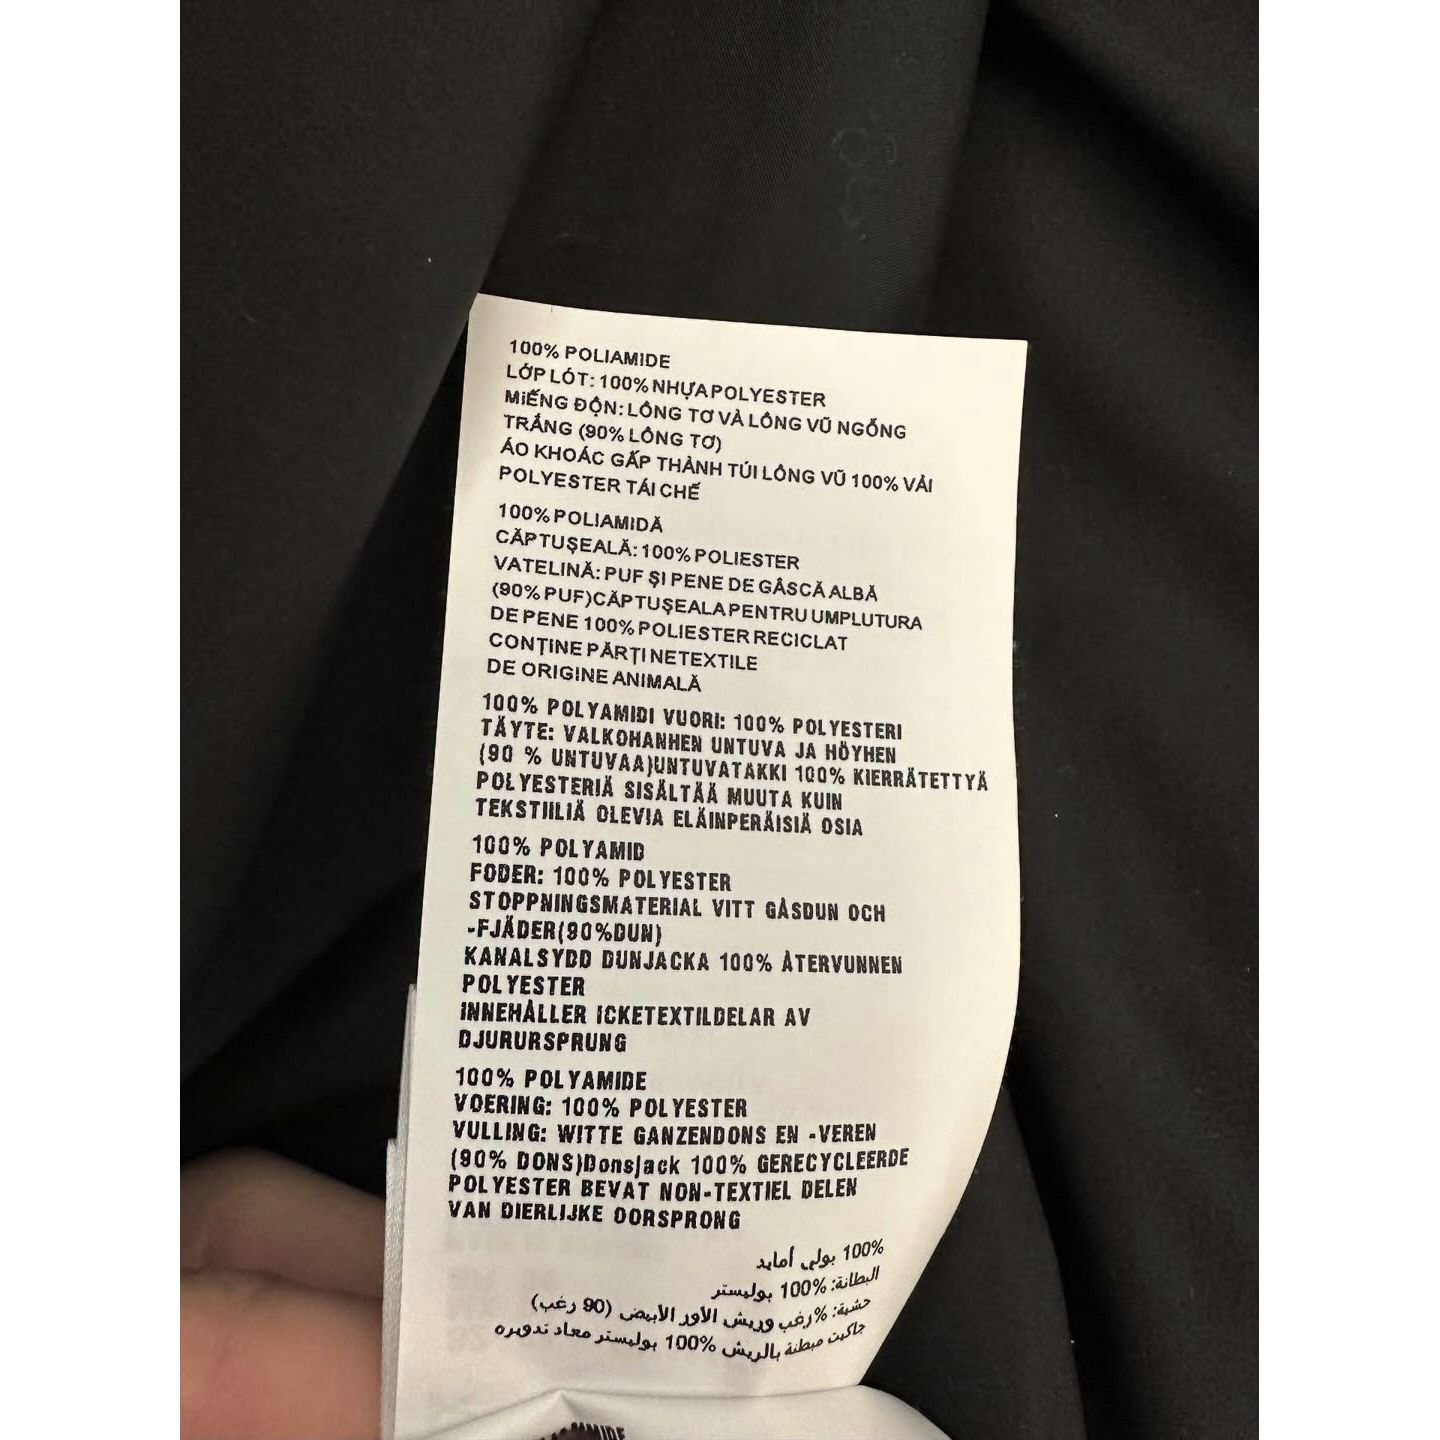 100% POLIAMIDE
LỚP LÓT: 100% NHỰA POLYESTER
MIẾNG ĐỘN: LÔNG TƠ VÀ LÔNG VŨ NGỖNG
TRẮNG (90% LÔNG TƠ)
ÁO KHOÁC GẤP THÀNH TÚI LÔNG VŨ 100% VẢI
POLYESTER TÁI CHẾ
100% POLIAMIDĂ
CĂPTUȘEALĂ: 100% POLIESTER
VATELINĂ: PUF ȘI PENE DE GÂSCĂ ALBĂ
(90% PUF)CĂPTUȘEALA PENTRU UMPLUTURA
DE PENE 100% POLIESTER RECICLAT
CONȚINE PĂRȚI NETEXTILE
DE ORIGINE ANIMALĂ
100% POLYAMIDI VUORI: 100% POLYESTERI
TÄYTE: VALKOHANHEN UNTUVA JA HÖYHEN
(90 % UNTUVAA)UNTUVATAKKI 100% KIERRÄTETTYÄ
POLYESTERIÄ SISÄLTÄÄ MUUTA KUIN
TEKSTIILIÄ OLEVIA ELÄINPERÄISIÄ OSIA
100% POLYAMID
FODER: 100% POLYESTER
STOPPNINGSMATERIAL VITT GÅSDUN OCH
-FJÄDER(90%DUN)
KANALSYDD DUNJACKA 100% ÅTERVUNNEN
POLYESTER
INNEHÅLLER ICKETEXTILDELAR AV
DJURURSPRUNG
100% POLYAMIDE
VOERING: 100% POLYESTER
VULLING: WITTE GANZENDONS EN -VEREN
(90% DONS)Donsjack 100% GERECYCLEERDE
POLYESTER BEVAT NON-TEXTIEL DELEN
VAN DIERLIJKE OORSPRONG
100% بولي أمايد
البطانة: %100 بوليستر
حشية: %رغب وريش الأور الأبيض (90 رغب)
جاكيت مبطنة بالريش %100 بوليستر معاد تدويره